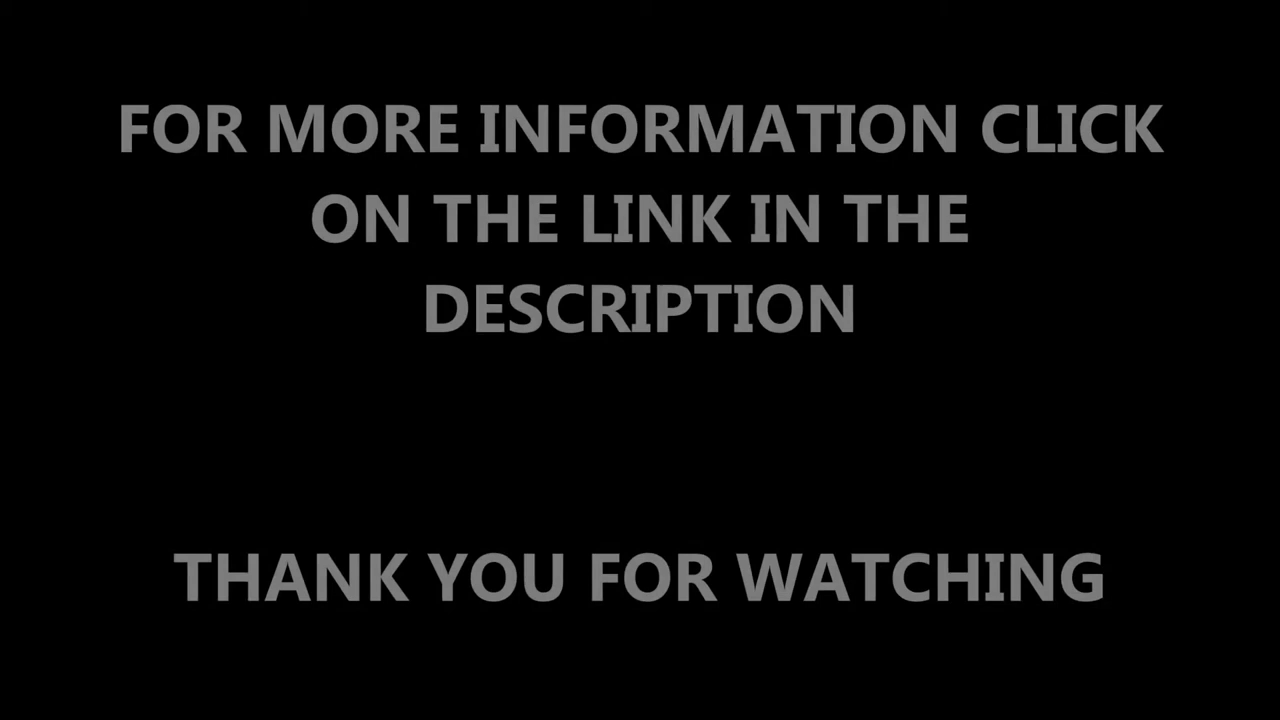 FOR MORE INFORMATION CLICK
ON THE LINK IN THE
DESCRIPTION
THANK YOU FOR WATCHING